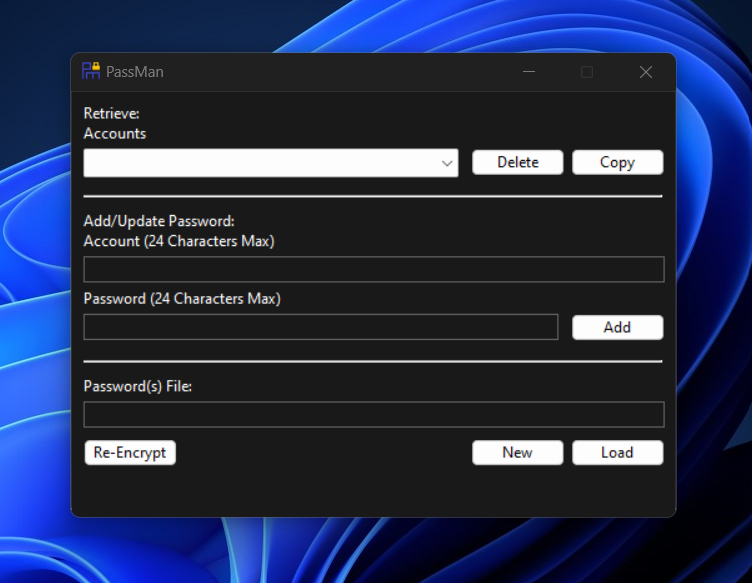 PassMan
Retrieve:
Accounts
Delete
Copy
Add/Update Password:
Account (24 Characters Max)
Password (24 Characters Max)
Add
Password(s) File:
Re-Encrypt
New
Load